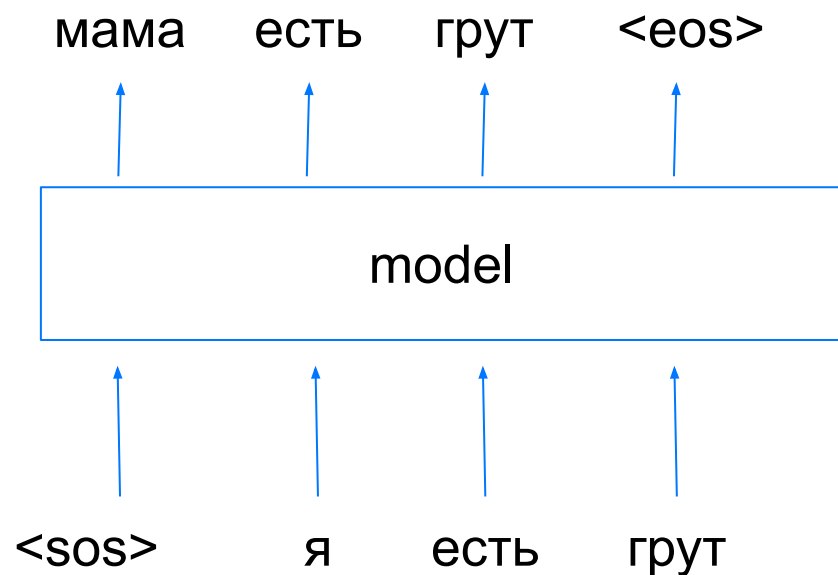 мама есть грут <eos>
model
<sos> я есть грут